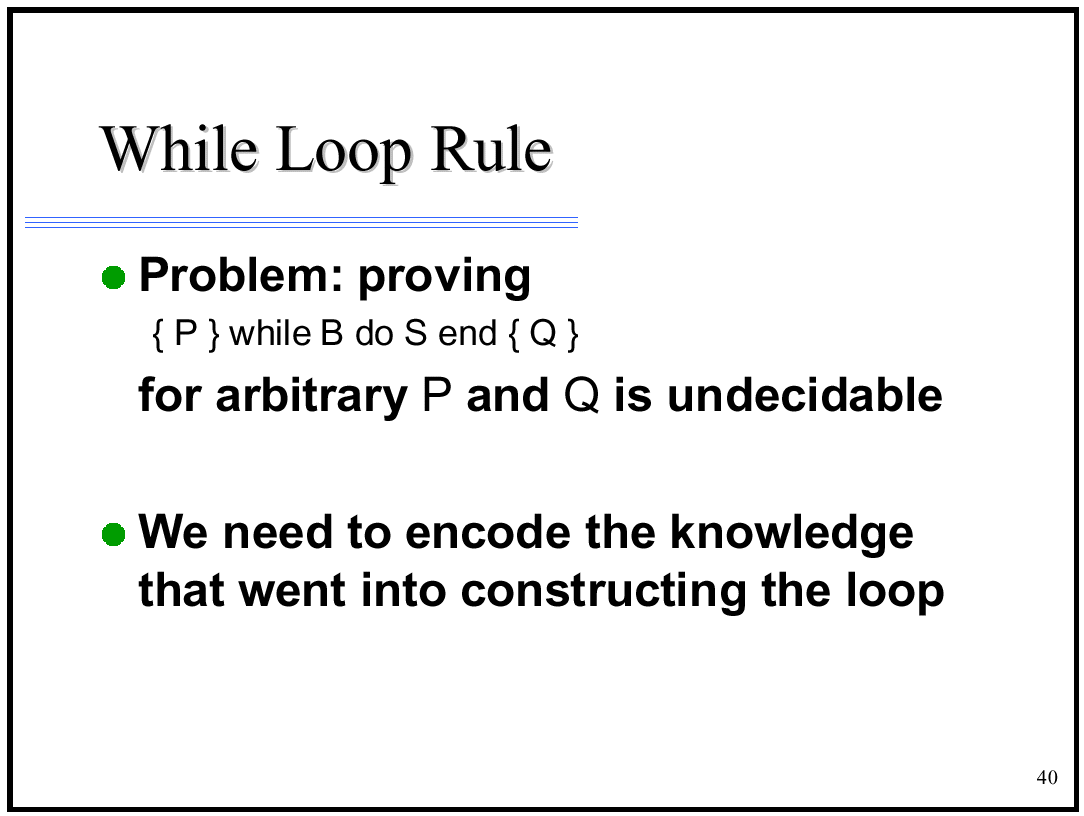 While Loop Rule
Problem: proving
{ P } while B do S end { Q }
for arbitrary P and Q is undecidable
We need to encode the knowledge
that went into constructing the loop
40